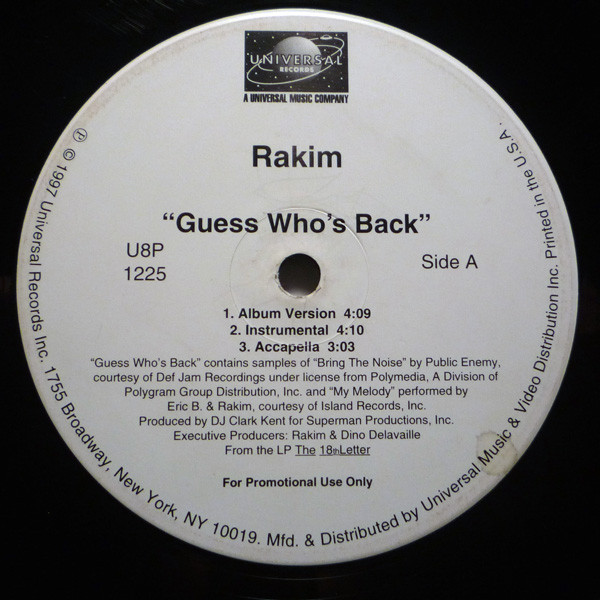 UNIVERSAL
RECORDS
A UNIVERSAL MUSIC COMPANY
Rakim
“Guess Who’s Back”
U8P
1225
Side A
1. Album Version 4:09
2. Instrumental 4:10
3. Accapella 3:03
“Guess Who’s Back” contains samples of “Bring The Noise” by Public Enemy,
courtesy of Def Jam Recordings under license from Polymedia, A Division of
Polygram Group Distribution, Inc. and “My Melody” performed by
Eric B. & Rakim, courtesy of Island Records, Inc.
Produced by DJ Clark Kent for Superman Productions, Inc.
Executive Producers: Rakim & Dino Delavaille
From the LP The 18thLetter
For Promotional Use Only
℗ © 1997 Universal Records Inc. 1755 Broadway, New York, NY 10019. Mfd. & Distributed by Universal Music & Video Distribution Inc. Printed in the U.S.A.